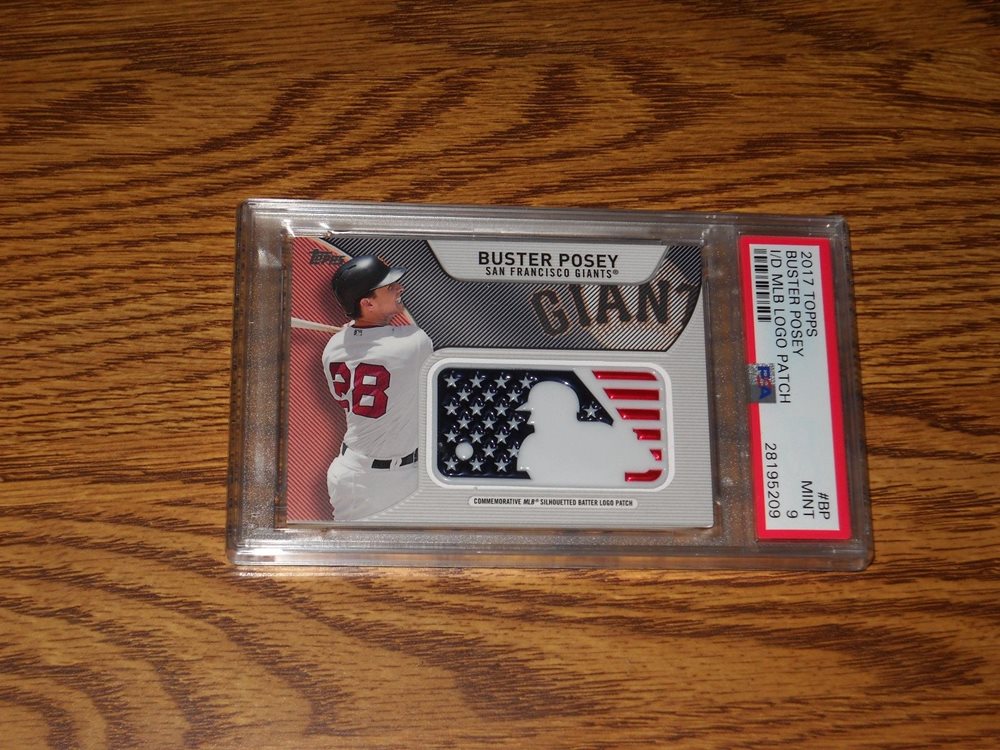 Topps
BUSTER POSEY
SAN FRANCISCO GIANTS®
GIANT
28
COMMEMORATIVE MLB® SILHOUETTED BATTER LOGO PATCH
2017 TOPPS #BP
BUSTER POSEY MINT
I/D MLB LOGO PATCH 9
PSA
28195209